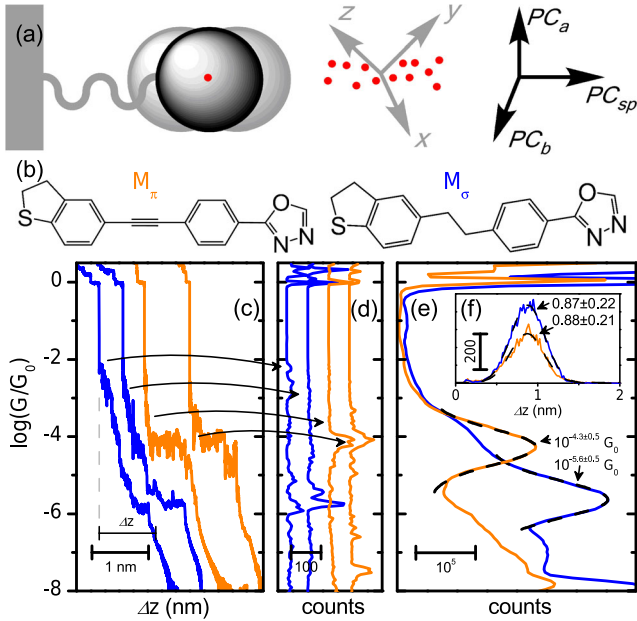 (a)
z
y
x
PC_a
PC_sp
PC_b
(b)
M_π
M_σ
S
O
N
N
S
O
N
N
0
-2
-4
-6
-8
log(G/G_0)
(c)
Δz
1 nm
Δz (nm)
(d)
100
counts
(e)
(f)
0.87±0.22
0.88±0.21
200
0
1
2
Δz (nm)
10^-4.3±0.5 G_0
10^-5.6±0.5 G_0
10^5
counts